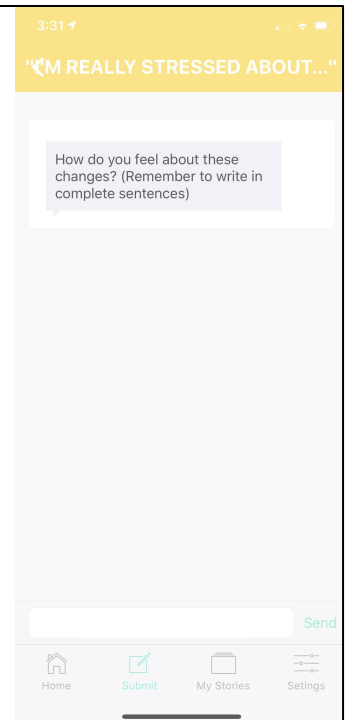 3:31
"I'M REALLY STRESSED ABOUT..."
How do you feel about these
changes? (Remember to write in
complete sentences)
Send
Home Submit My Stories Setings